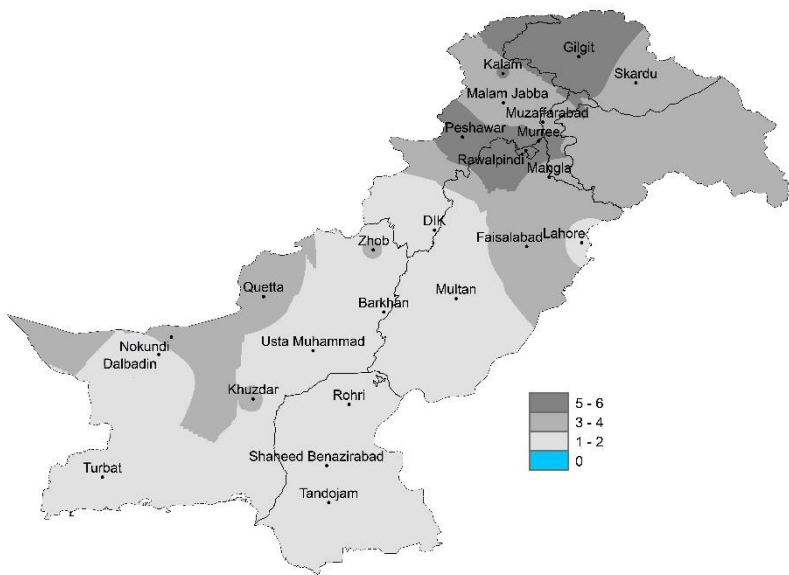 Gilgit
Kalam
Skardu
Malam Jabba
Muzaffarabad
Peshawar
Murree
Rawalpindi
Mangla
DIK
Zhob
Faisalabad
Lahore
Quetta
Multan
Barkhan
Nokundi
Usta Muhammad
Dalbadin
Khuzdar
Rohri
5 - 6
3 - 4
1 - 2
0
Shaheed Benazirabad
Turbat
Tandojam